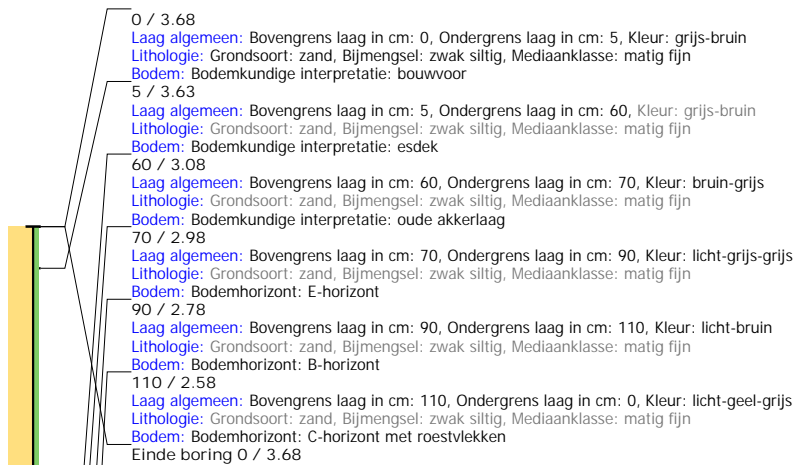 0 / 3.68
Laag algemeen: Bovengrens laag in cm: 0, Ondergrens laag in cm: 5, Kleur: grijs-bruin
Lithologie: Grondsoort: zand, Bijmengsel: zwak siltig, Mediaanklasse: matig fijn
Bodem: Bodemkundige interpretatie: bouwvoor
5 / 3.63
Laag algemeen: Bovengrens laag in cm: 5, Ondergrens laag in cm: 60, Kleur: grijs-bruin
Lithologie: Grondsoort: zand, Bijmengsel: zwak siltig, Mediaanklasse: matig fijn
Bodem: Bodemkundige interpretatie: esdek
60 / 3.08
Laag algemeen: Bovengrens laag in cm: 60, Ondergrens laag in cm: 70, Kleur: bruin-grijs
Lithologie: Grondsoort: zand, Bijmengsel: zwak siltig, Mediaanklasse: matig fijn
Bodem: Bodemkundige interpretatie: oude akkerlaag
70 / 2.98
Laag algemeen: Bovengrens laag in cm: 70, Ondergrens laag in cm: 90, Kleur: licht-grijs-grijs
Lithologie: Grondsoort: zand, Bijmengsel: zwak siltig, Mediaanklasse: matig fijn
Bodem: Bodemhorizont: E-horizont
90 / 2.78
Laag algemeen: Bovengrens laag in cm: 90, Ondergrens laag in cm: 110, Kleur: licht-bruin
Lithologie: Grondsoort: zand, Bijmengsel: zwak siltig, Mediaanklasse: matig fijn
Bodem: Bodemhorizont: B-horizont
110 / 2.58
Laag algemeen: Bovengrens laag in cm: 110, Ondergrens laag in cm: 0, Kleur: licht-geel-grijs
Lithologie: Grondsoort: zand, Bijmengsel: zwak siltig, Mediaanklasse: matig fijn
Bodem: Bodemhorizont: C-horizont met roestvlekken
Einde boring 0 / 3.68